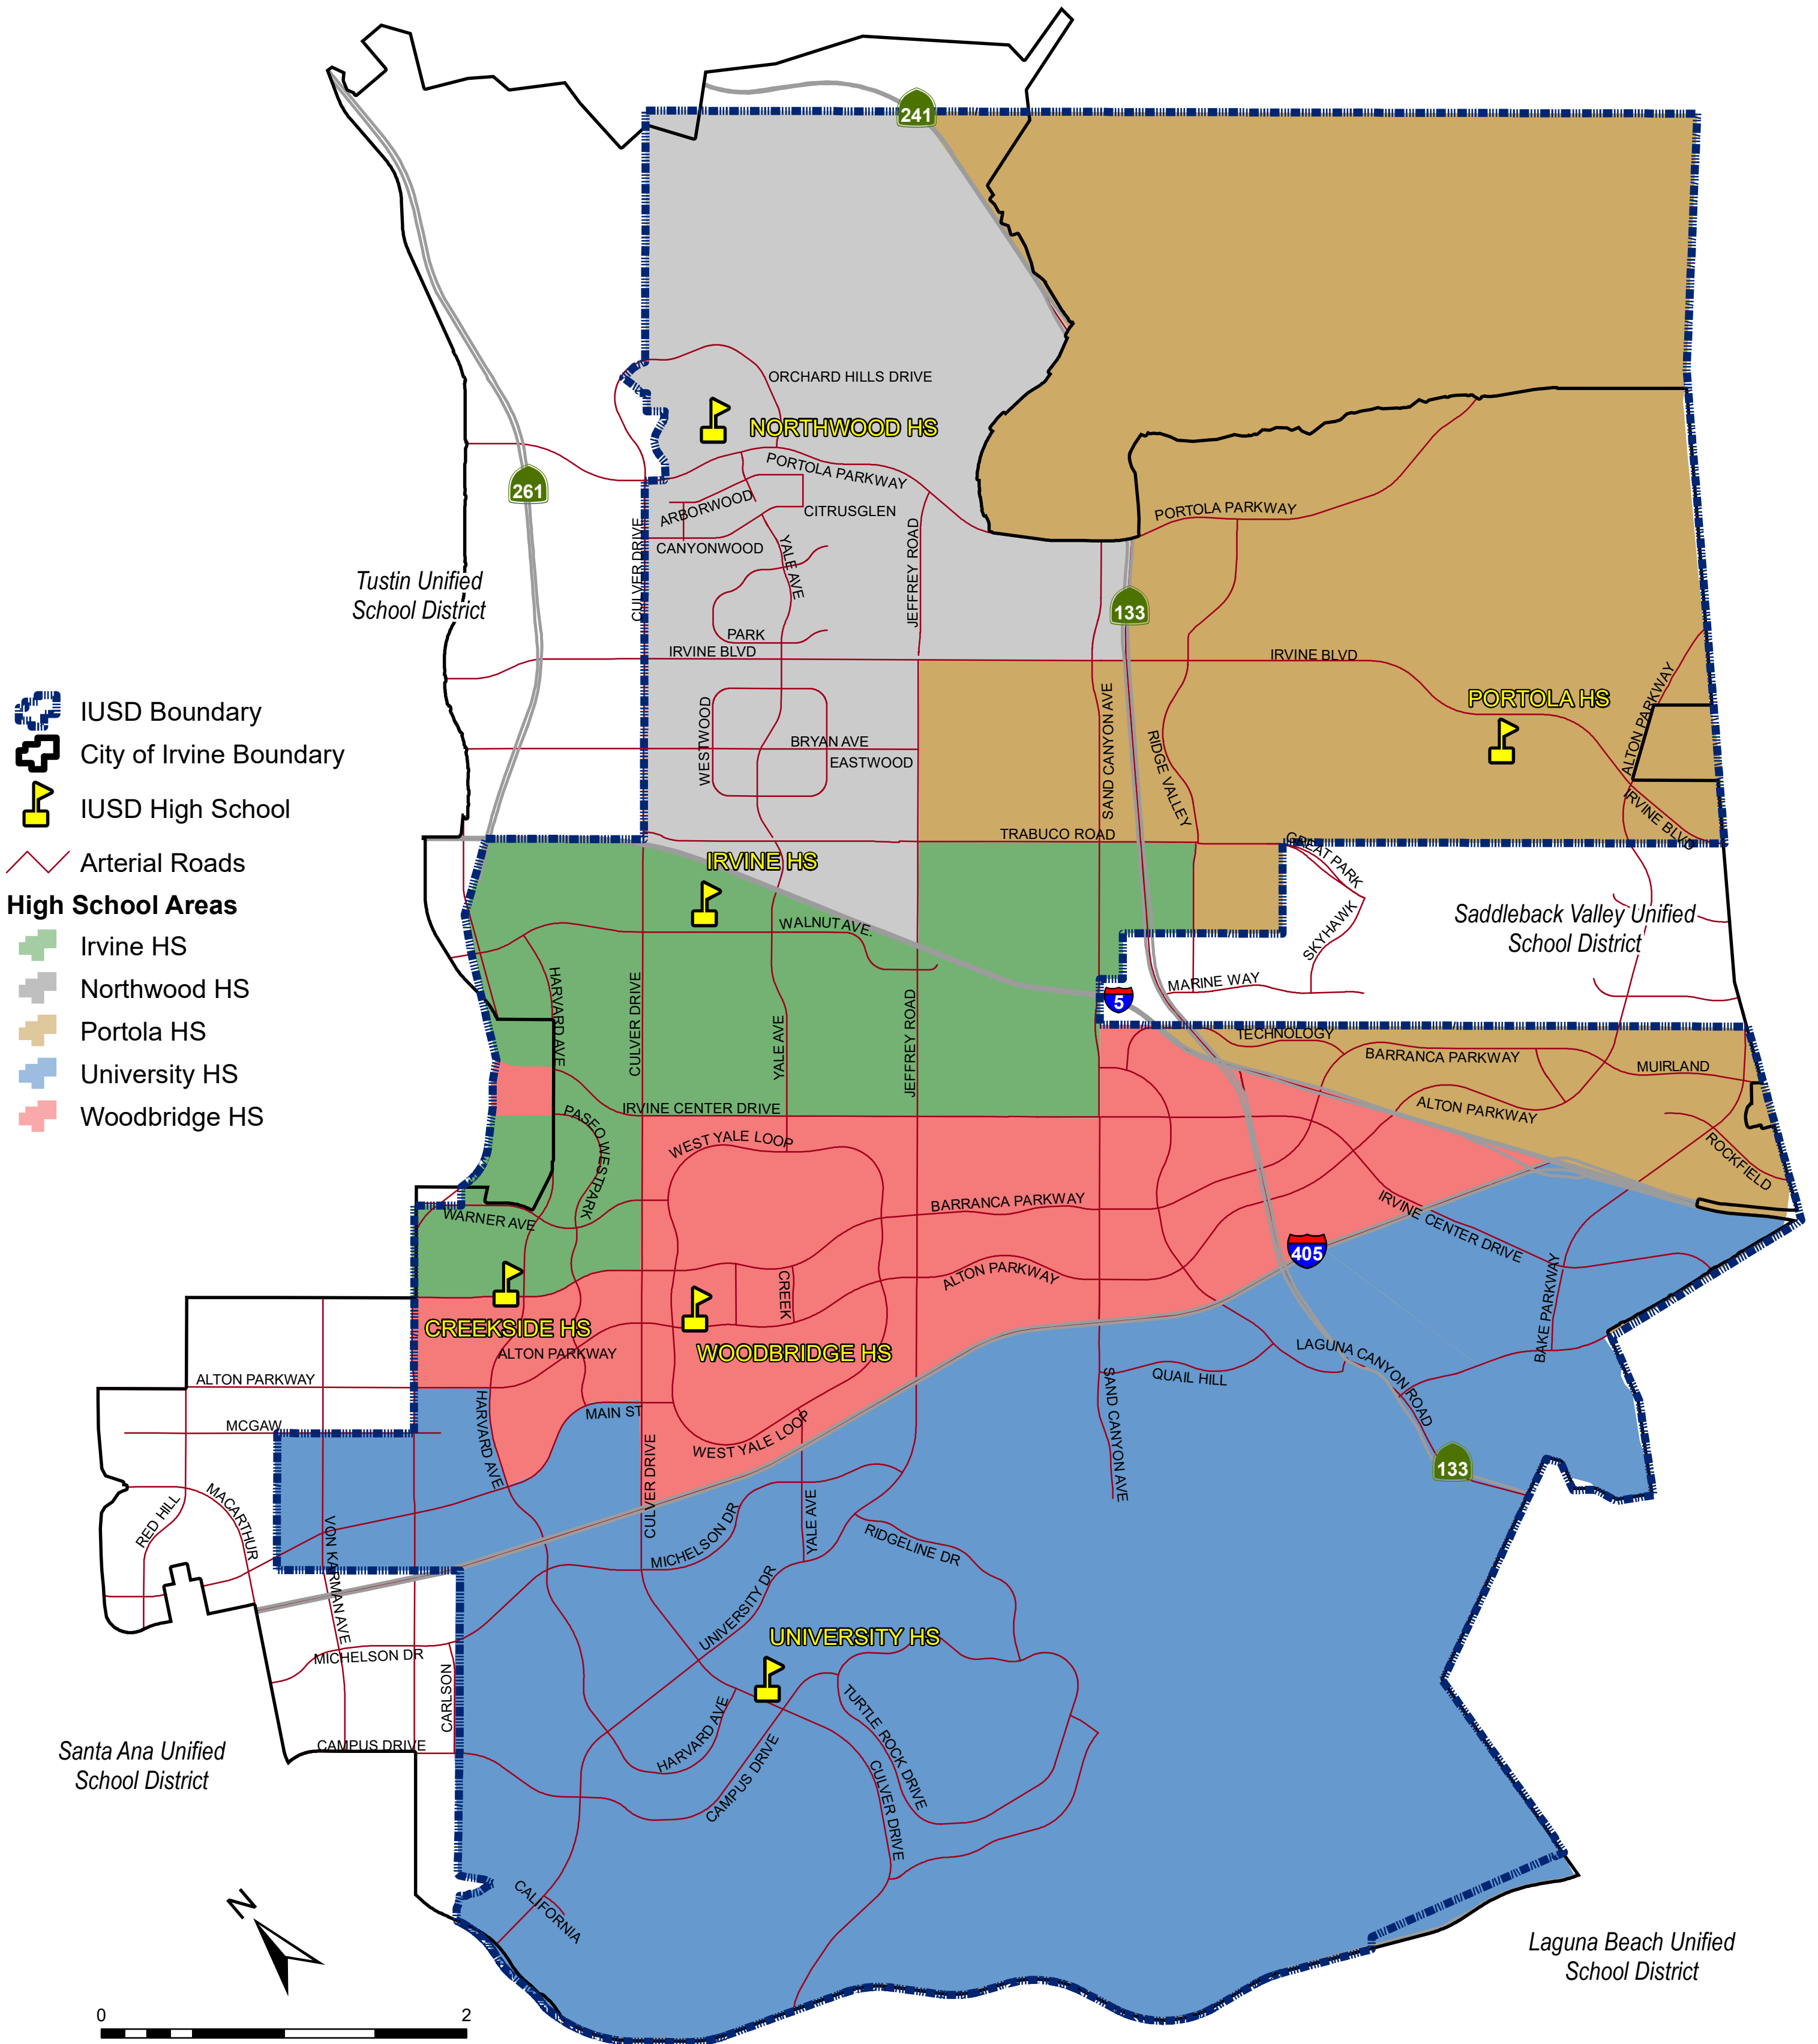 241
ORCHARD HILLS DRIVE
NORTHWOOD HS
PORTOLA PARKWAY
261
ARBORWOOD
CITRUSGLEN
PORTOLA PARKWAY
CANYONWOOD
CULVER DRIVE
YALE AVE
JEFFREY ROAD
Tustin Unified
School District
133
PARK
IRVINE BLVD
IRVINE BLVD
PORTOLA HS
ALTON PARKWAY
IUSD Boundary
City of Irvine Boundary
IUSD High School
Arterial Roads
High School Areas
Irvine HS
Northwood HS
Portola HS
University HS
Woodbridge HS
WESTWOOD
BRYAN AVE
EASTWOOD
SAND CANYON AVE
RIDGE VALLEY
IRVINE BLVD
TRABUCO ROAD
GREAT PARK
IRVINE HS
SKYHAWK
Saddleback Valley Unified
School District
WALNUT AVE.
MARINE WAY
5
HARVARD AVE
CULVER DRIVE
YALE AVE
JEFFREY ROAD
TECHNOLOGY
BARRANCA PARKWAY
MUIRLAND
IRVINE CENTER DRIVE
ALTON PARKWAY
PASEO WESTPARK
WEST YALE LOOP
ROCKFIELD
BARRANCA PARKWAY
IRVINE CENTER DRIVE
WARNER AVE
405
CREEK
ALTON PARKWAY
BAKE PARKWAY
CREEKSIDE HS
ALTON PARKWAY
WOODBRIDGE HS
LAGUNA CANYON ROAD
ALTON PARKWAY
QUAIL HILL
SAND CANYON AVE
HARVARD AVE
MAIN ST
MCGAW
WEST YALE LOOP
CULVER DRIVE
133
RED HILL
MACARTHUR
VON KARMAN AVE
MICHELSON DR
YALE AVE
RIDGELINE DR
UNIVERSITY DR
UNIVERSITY HS
MICHELSON DR
CARLSON
HARVARD AVE
TURTLE ROCK DRIVE
CAMPUS DRIVE
Santa Ana Unified
School District
CAMPUS DRIVE
CULVER DRIVE
CALIFORNIA
N
Laguna Beach Unified
School District
0
2